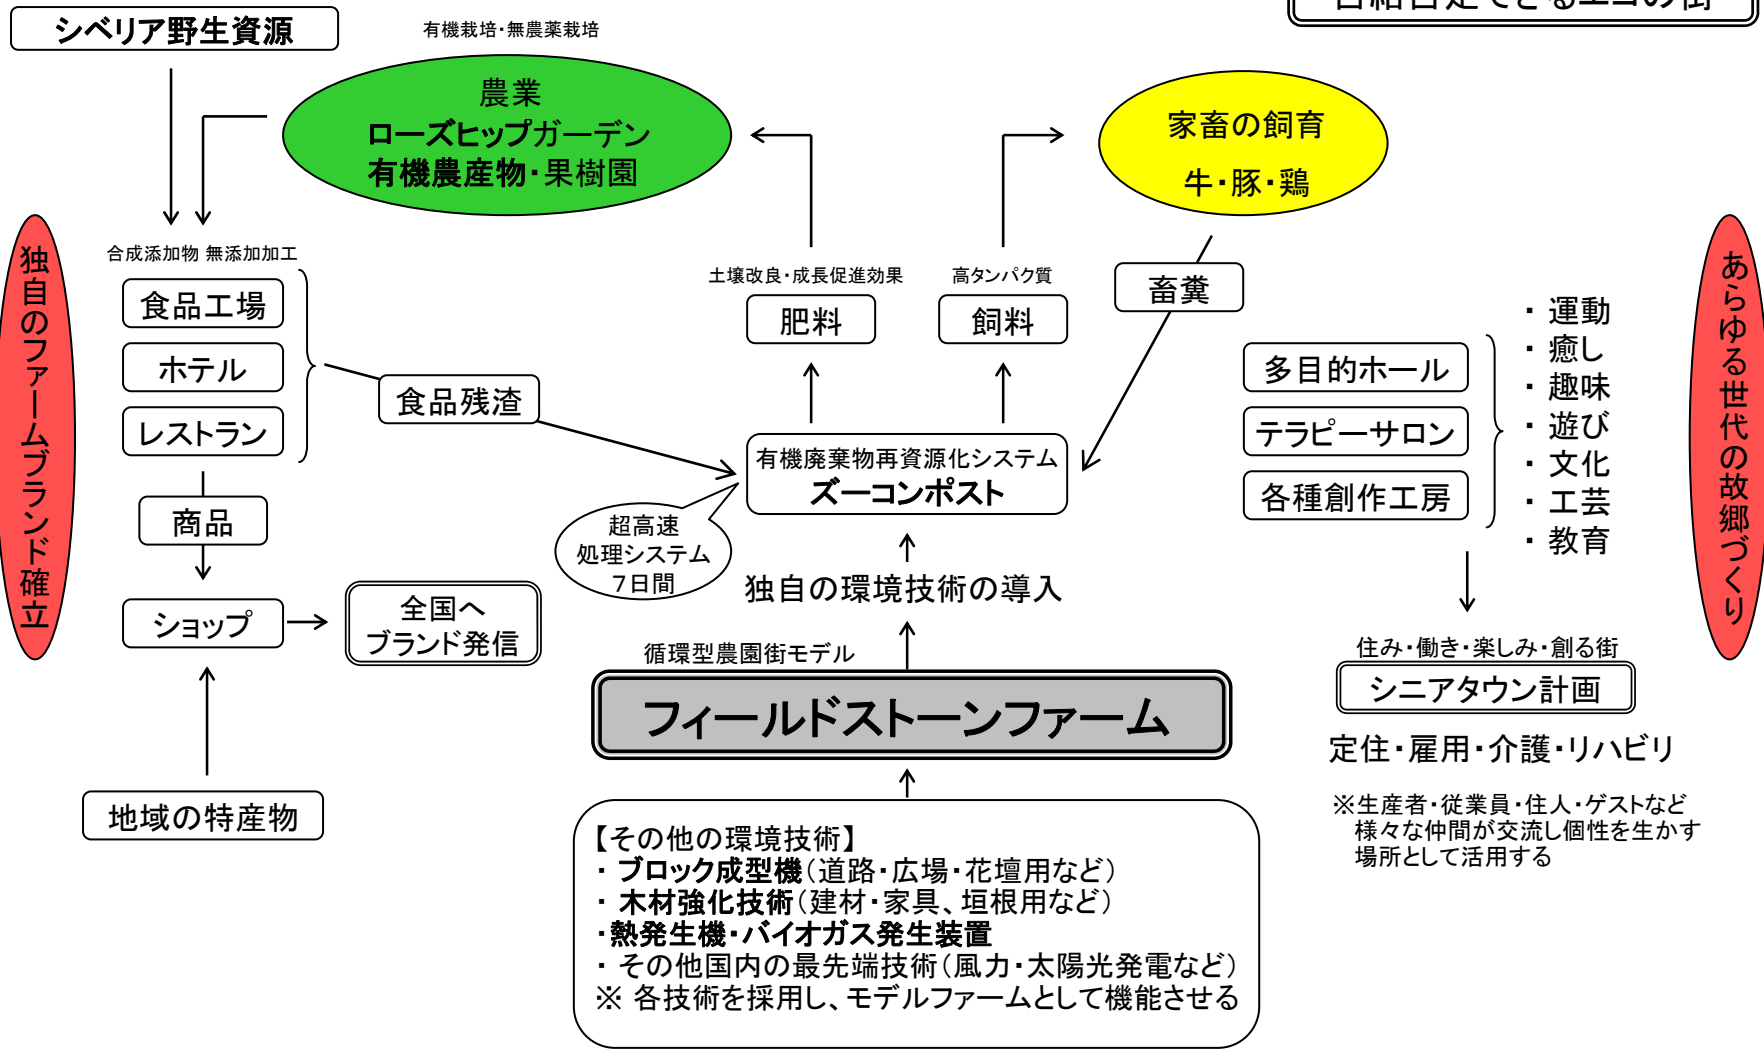 自給自足できるエコの街
シベリア野生資源
有機栽培・無農薬栽培
農業
ローズヒップガーデン
有機農産物・果樹園
家畜の飼育
牛・豚・鶏
独自のファームブランド確立
合成添加物 無添加加工
食品工場
ホテル
レストラン
商品
ショップ
全国へ
ブランド発信
地域の特産物
食品残渣
土壌改良・成長促進効果
肥料
高タンパク質
飼料
畜糞
有機廃棄物再資源化システム
ズーコンポスト
超高速
処理システム
7日間
独自の環境技術の導入
循環型農園街モデル
フィールドストーンファーム
【その他の環境技術】
・ ブロック成型機（道路・広場・花壇用など）
・ 木材強化技術（建材・家具、垣根用など）
・熱発生機・バイオガス発生装置
・ その他国内の最先端技術（風力・太陽光発電など）
※ 各技術を採用し、モデルファームとして機能させる
多目的ホール
テラピーサロン
各種創作工房
・ 運動
・ 癒し
・ 趣味
・ 遊び
・ 文化
・ 工芸
・ 教育
住み・働き・楽しみ・創る街
シニアタウン計画
定住・雇用・介護・リハビリ
※生産者・従業員・住人・ゲストなど
様々な仲間が交流し個性を生かす
場所として活用する
あらゆる世代の故郷づくり